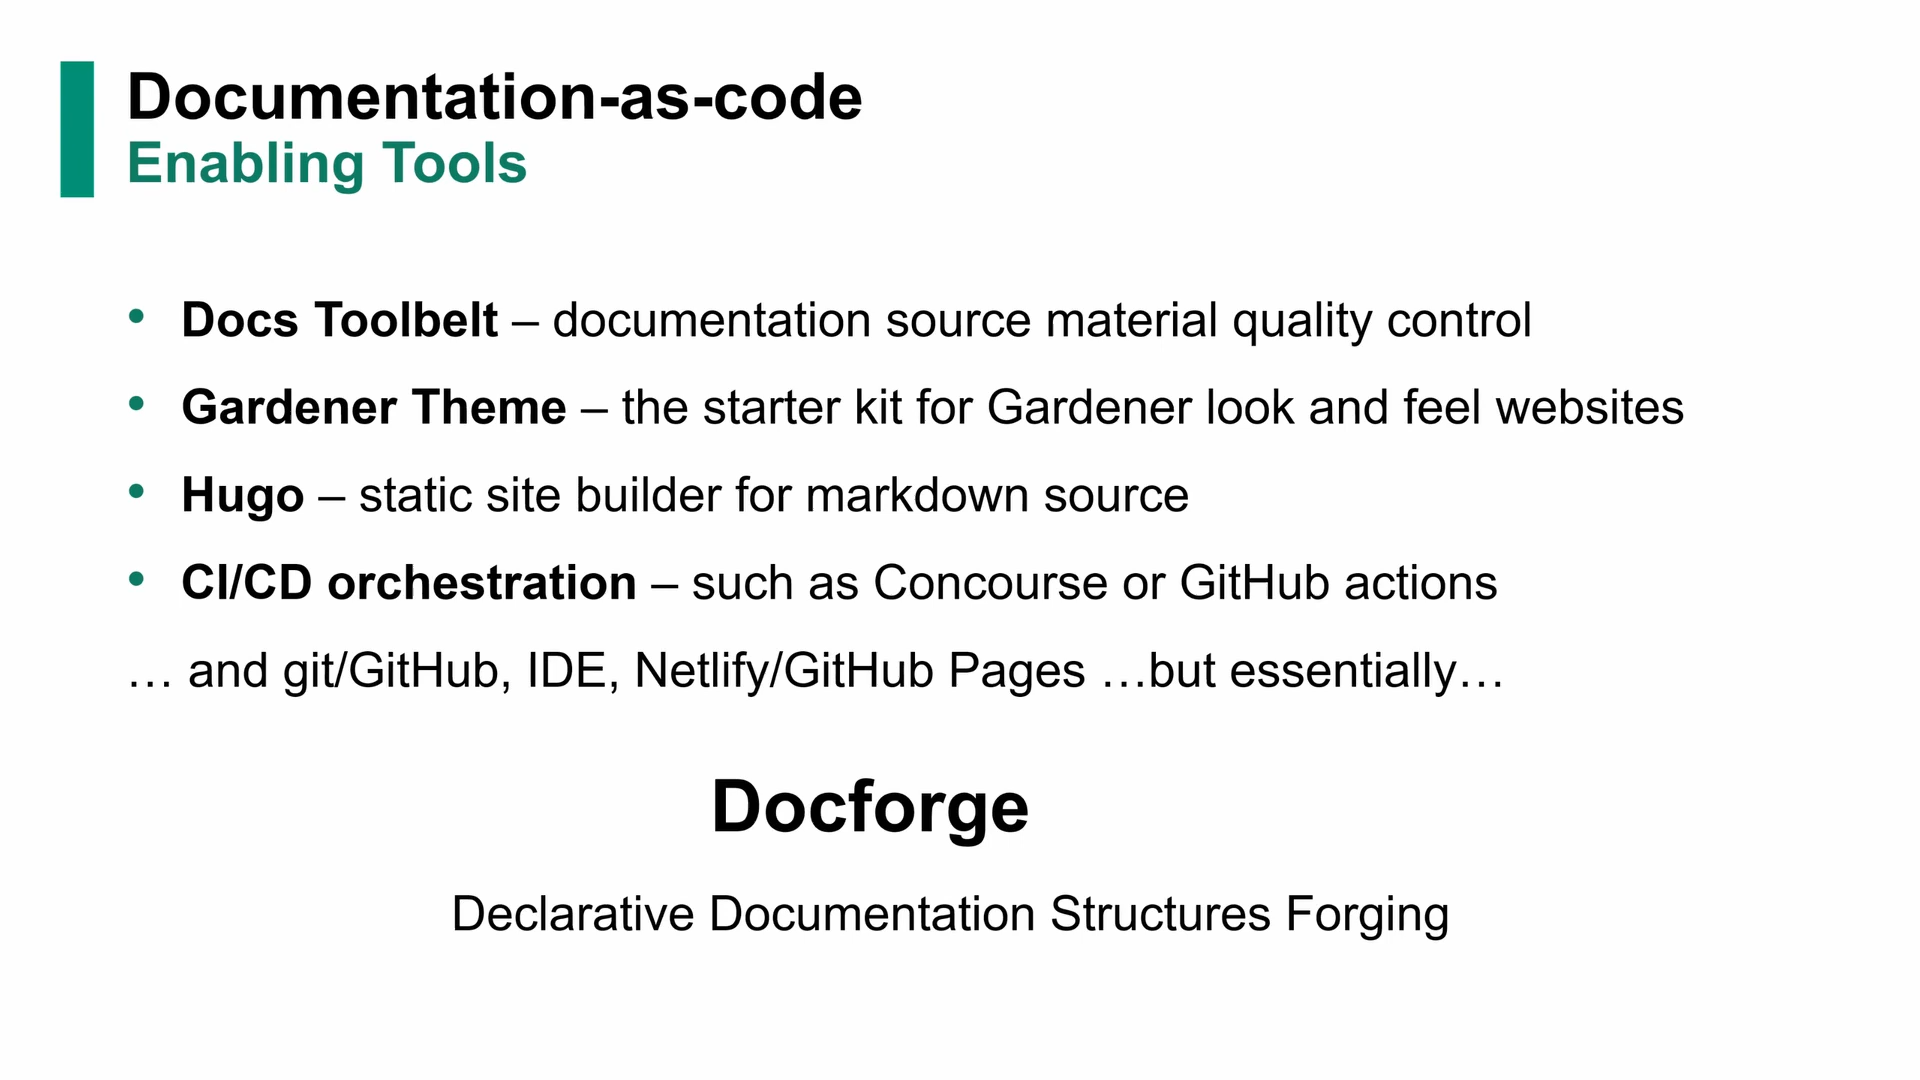 Documentation-as-code
Enabling Tools
• Docs Toolbelt – documentation source material quality control
• Gardener Theme – the starter kit for Gardener look and feel websites
• Hugo – static site builder for markdown source
• CI/CD orchestration – such as Concourse or GitHub actions
… and git/GitHub, IDE, Netlify/GitHub Pages …but essentially…
Docforge
Declarative Documentation Structures Forging